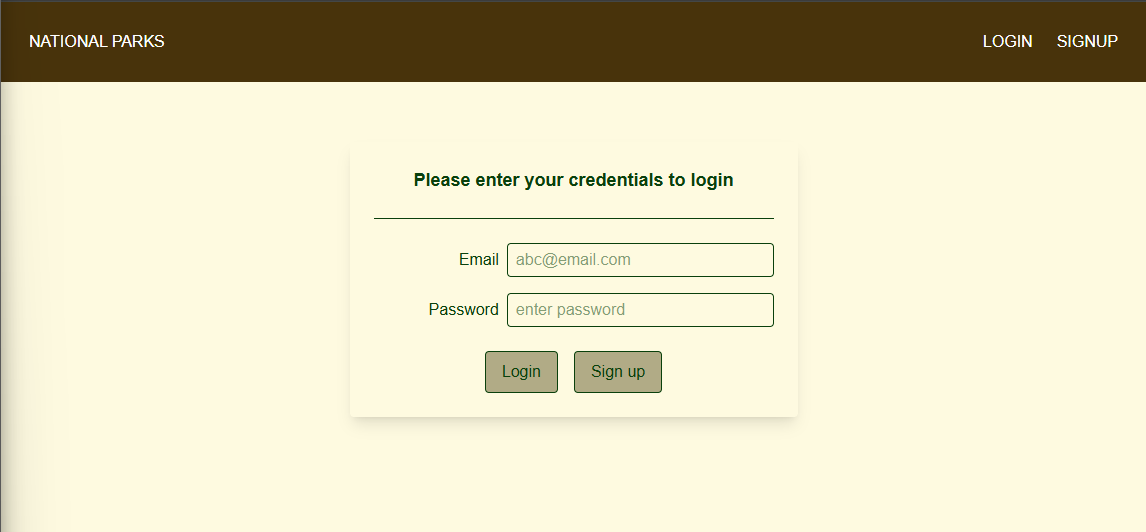 NATIONAL PARKS LOGIN SIGNUP
Please enter your credentials to login
Email abc@email.com
Password enter password
Login Sign up